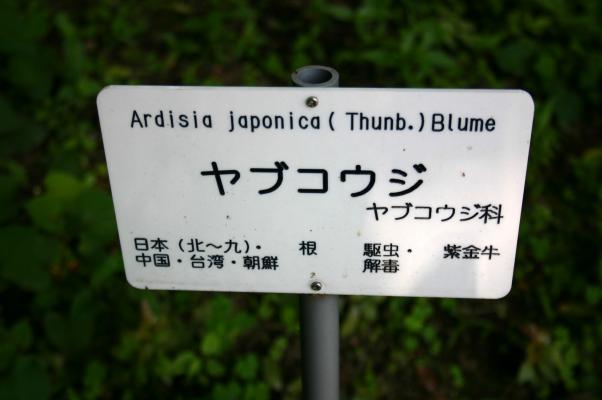 Ardisia japonica(Thunb.)Blume
ヤブコウジ
ヤブコウジ科
日本(北～九)・ 根 駆虫・ 紫金牛
中国・台湾・朝鮮 解毒